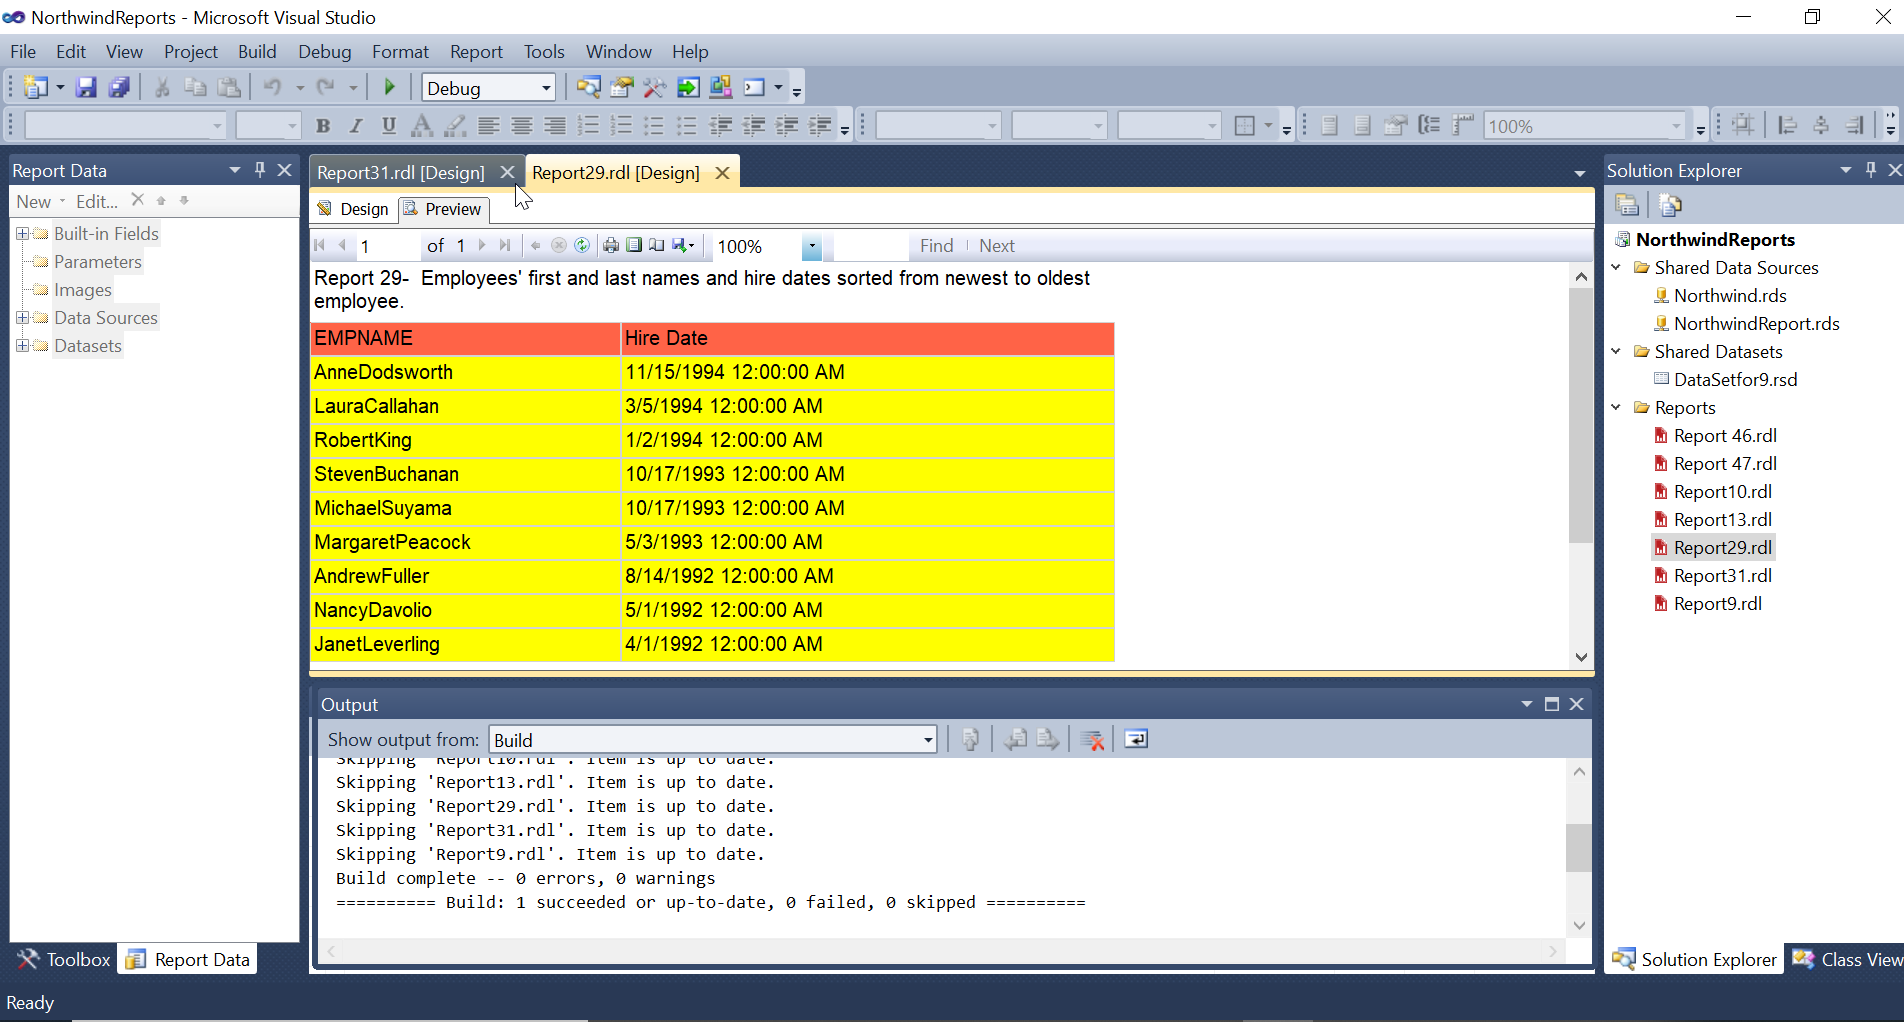 NorthwindReports - Microsoft Visual Studio
File Edit View Project Build Debug Format Report Tools Window Help
Debug
B I U A 100%
Report Data
New Edit...
Built-in Fields
Parameters
Images
Data Sources
Datasets
Toolbox Report Data
Report31.rdl [Design] Report29.rdl [Design]
Design Preview
1 of 1 100% Find Next
Report 29- Employees' first and last names and hire dates sorted from newest to oldest
employee.
EMPNAME Hire Date
AnneDodsworth 11/15/1994 12:00:00 AM
LauraCallahan 3/5/1994 12:00:00 AM
RobertKing 1/2/1994 12:00:00 AM
StevenBuchanan 10/17/1993 12:00:00 AM
MichaelSuyama 10/17/1993 12:00:00 AM
MargaretPeacock 5/3/1993 12:00:00 AM
AndrewFuller 8/14/1992 12:00:00 AM
NancyDavolio 5/1/1992 12:00:00 AM
JanetLeverling 4/1/1992 12:00:00 AM
Output
Show output from: Build
Skipping 'Report10.rdl'. Item is up to date.
Skipping 'Report13.rdl'. Item is up to date.
Skipping 'Report29.rdl'. Item is up to date.
Skipping 'Report31.rdl'. Item is up to date.
Skipping 'Report9.rdl'. Item is up to date.
Build complete -- 0 errors, 0 warnings
========== Build: 1 succeeded or up-to-date, 0 failed, 0 skipped ==========
Solution Explorer
NorthwindReports
Shared Data Sources
Northwind.rds
NorthwindReport.rds
Shared Datasets
DataSetfor9.rsd
Reports
Report 46.rdl
Report 47.rdl
Report10.rdl
Report13.rdl
Report29.rdl
Report31.rdl
Report9.rdl
Solution Explorer Class View
Ready